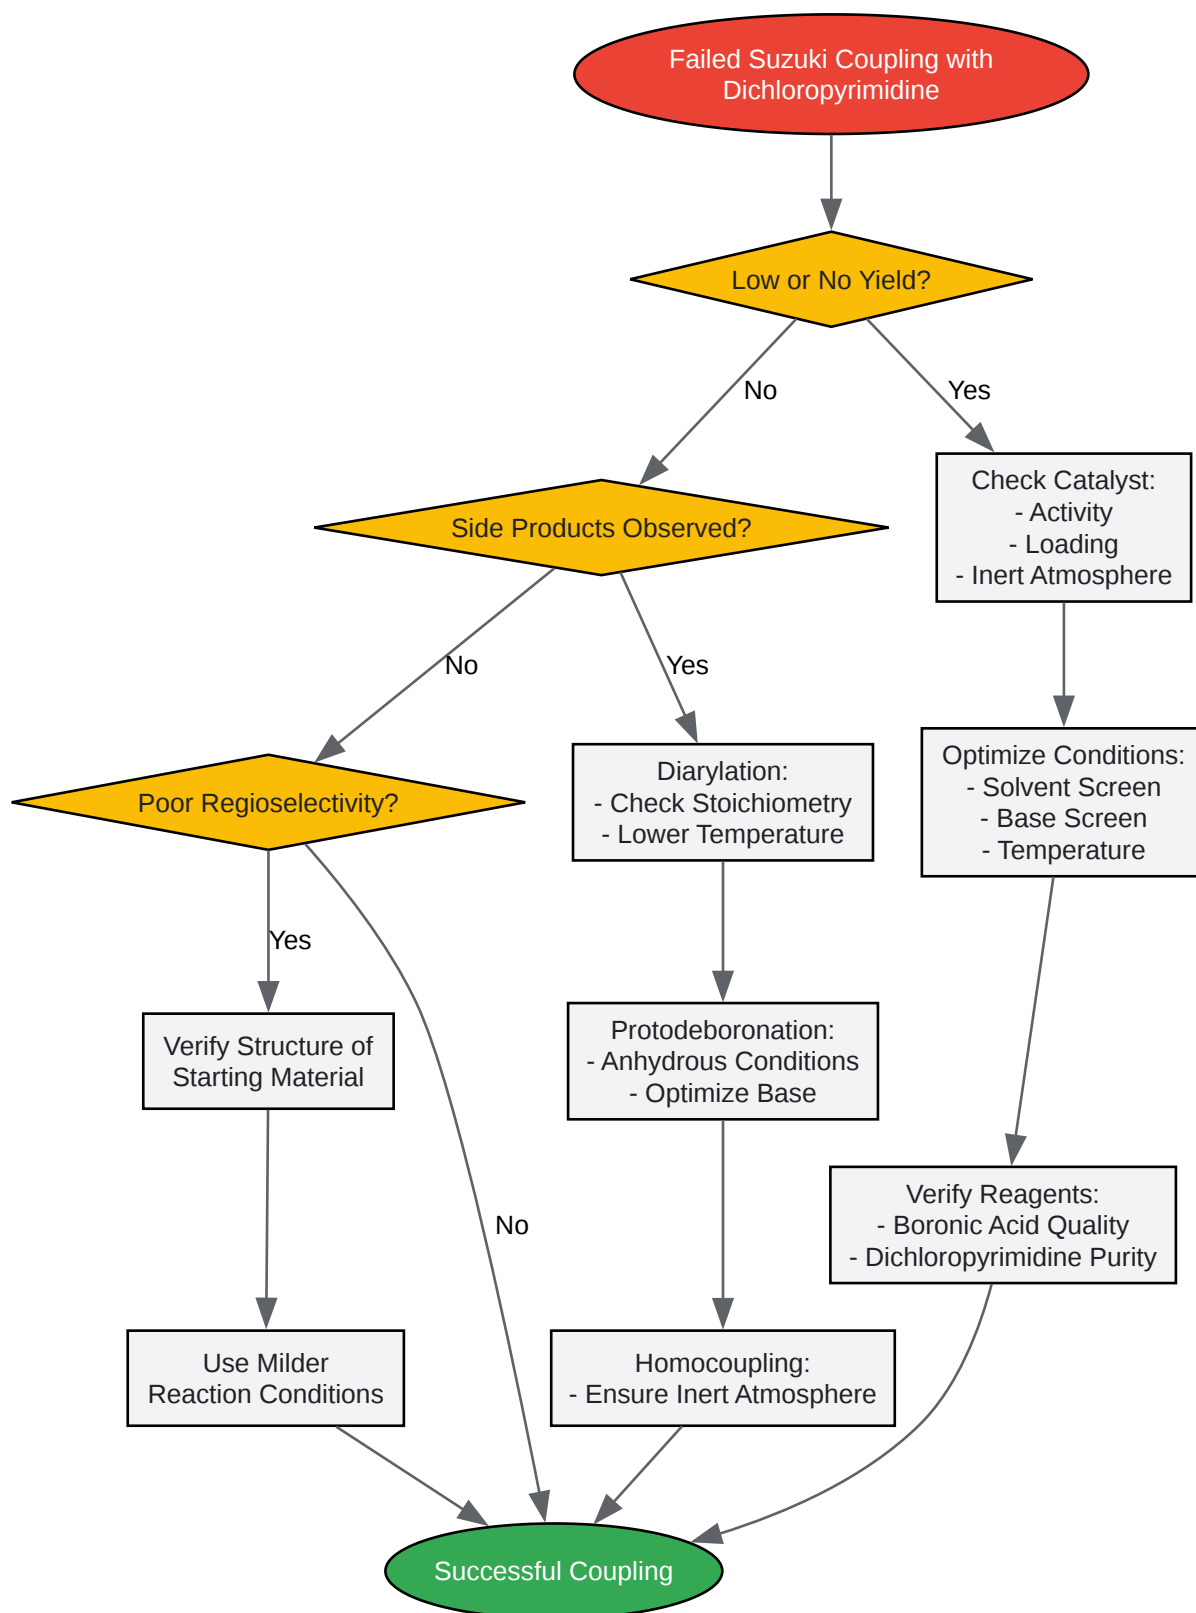 Failed Suzuki Coupling with
Dichloropyrimidine
Low or No Yield?
No
Yes
Side Products Observed?
Check Catalyst:
- Activity
- Loading
- Inert Atmosphere
No
Yes
Poor Regioselectivity?
Diarylation:
- Check Stoichiometry
- Lower Temperature
Optimize Conditions:
- Solvent Screen
- Base Screen
- Temperature
Yes
Verify Structure of
Starting Material
Protodeboronation:
- Anhydrous Conditions
- Optimize Base
No
Verify Reagents:
- Boronic Acid Quality
- Dichloropyrimidine Purity
Use Milder
Reaction Conditions
Homocoupling:
- Ensure Inert Atmosphere
Successful Coupling